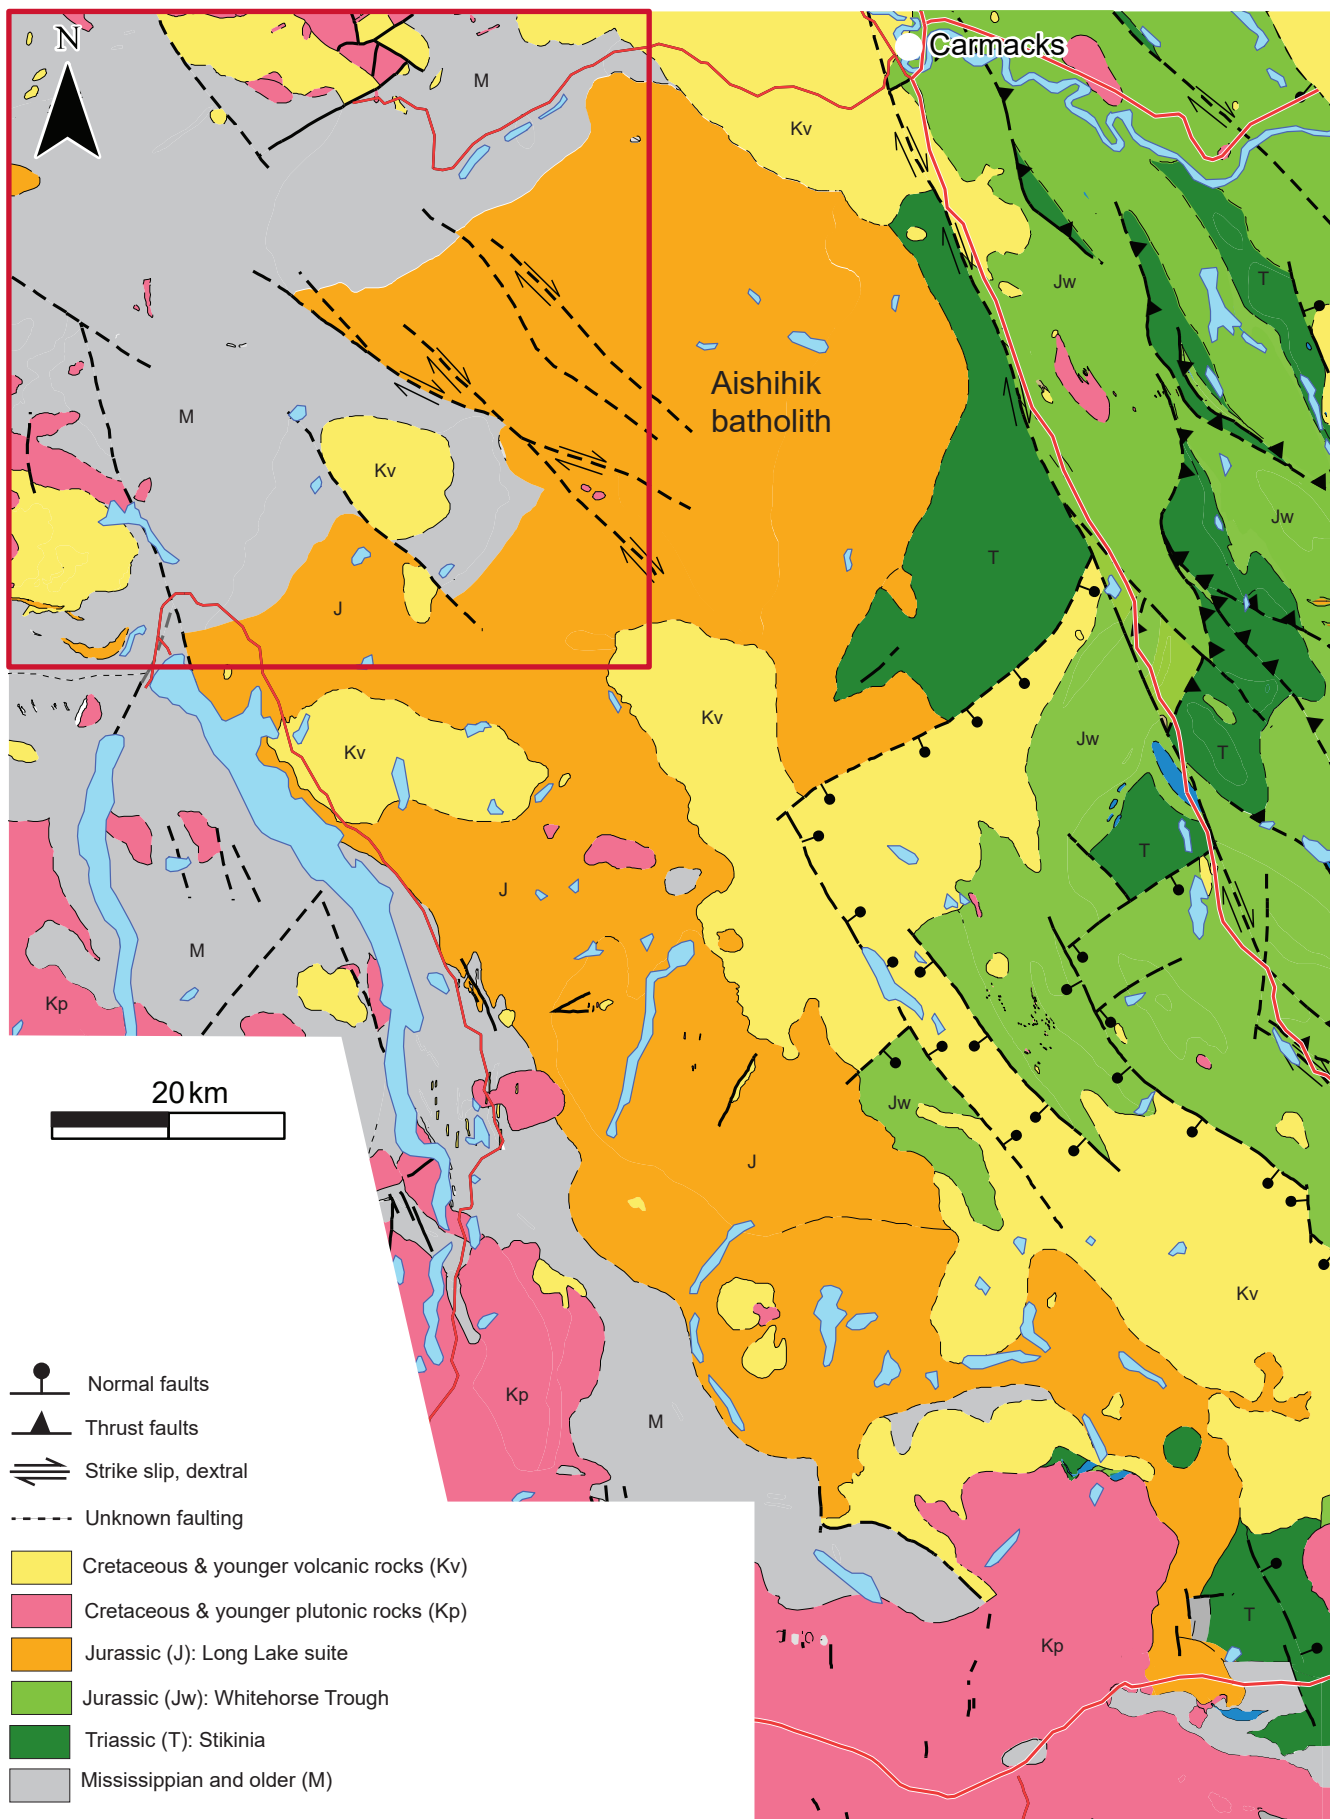 N
Carmacks
M
Kv
Jw
T
Aishihik
batholith
M
Kv
Jw
T
J
Kv
Kv
Jw
T
T
J
M
Kp
20 km
Jw
J
Kv
Kp
M
T
Kp
Normal faults
Thrust faults
Strike slip, dextral
Unknown faulting
Cretaceous & younger volcanic rocks (Kv)
Cretaceous & younger plutonic rocks (Kp)
Jurassic (J): Long Lake suite
Jurassic (Jw): Whitehorse Trough
Triassic (T): Stikinia
Mississippian and older (M)